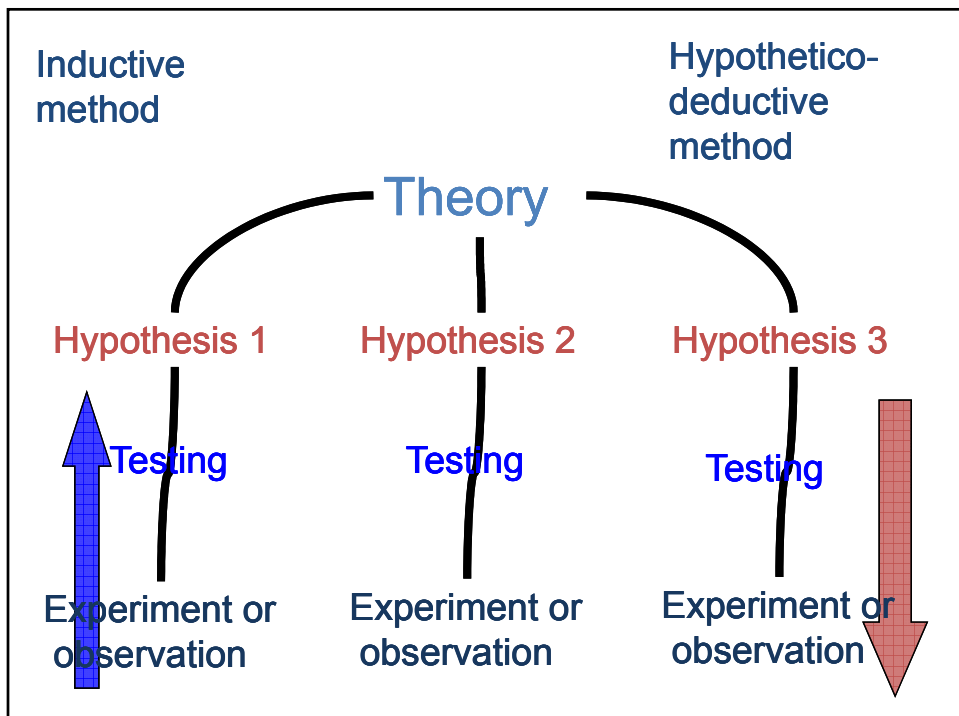 Inductive
method
Hypothetico-
deductive
method
Theory
Hypothesis 1
Hypothesis 2
Hypothesis 3
Testing
Testing
Testing
Experiment or
observation
Experiment or
observation
Experiment or
observation